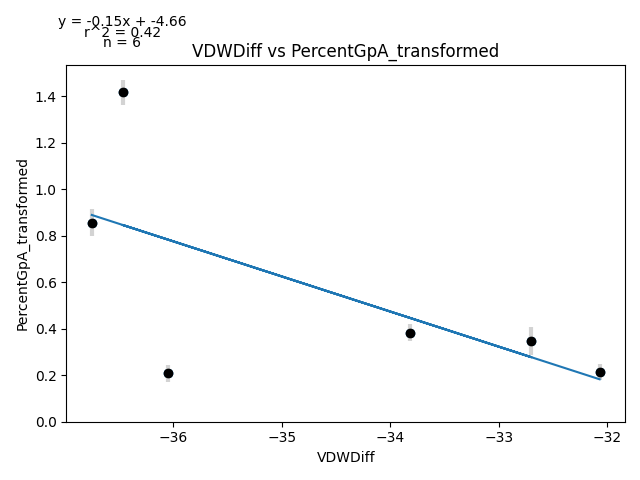 y = -0.15x + -4.66
r^2 = 0.42
n = 6
VDWDiff vs PercentGpA_transformed
PercentGpA_transformed
1.4
1.2
1.0
0.8
0.6
0.4
0.2
0.0
−36
−35
−34
−33
−32
VDWDiff